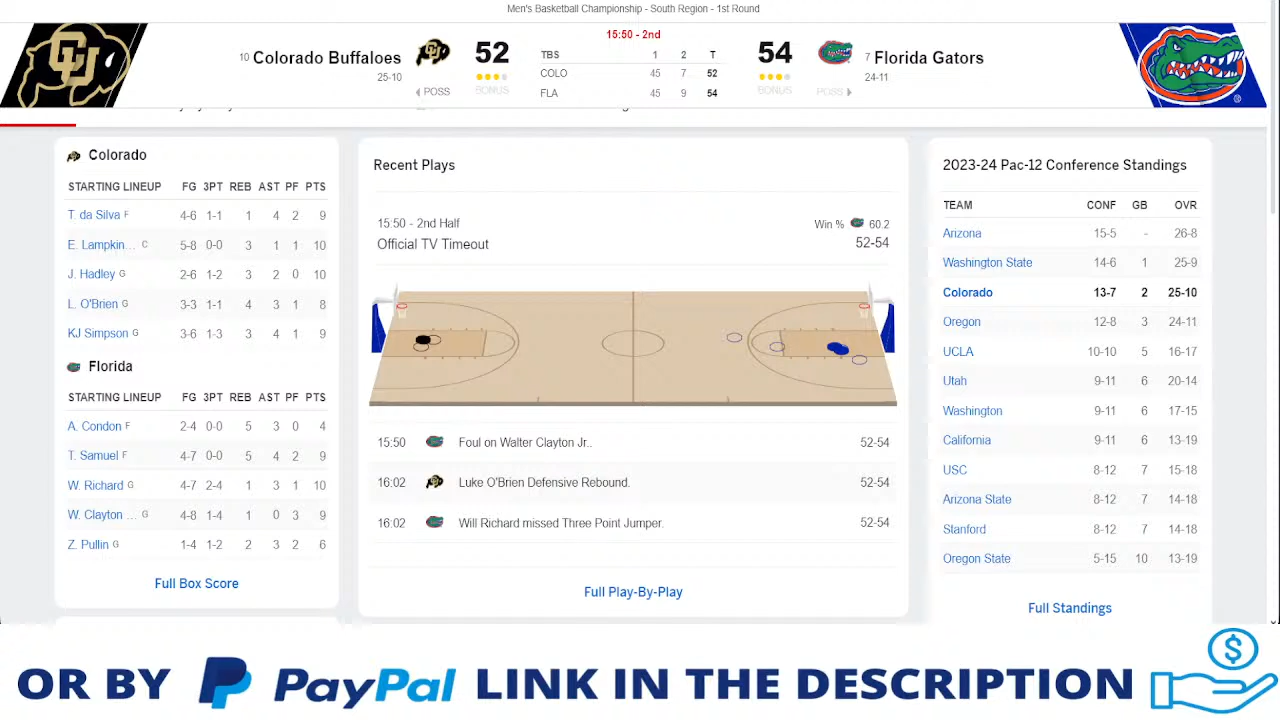 Men's Basketball Championship - South Region - 1st Round
10 Colorado Buffaloes
25-10
52
BONUS
POSS
15:50 - 2nd
TBS 1 2 T
COLO 45 7 52
FLA 45 9 54
54
BONUS
POSS
7 Florida Gators
24-11
Colorado
STARTING LINEUP FG 3PT REB AST PF PTS
T. da Silva F 4-6 1-1 1 4 2 9
E. Lampkin... C 5-8 0-0 3 1 1 10
J. Hadley G 2-6 1-2 3 2 0 10
L. O'Brien G 3-3 1-1 4 3 1 8
KJ Simpson G 3-6 1-3 3 4 1 9
Florida
STARTING LINEUP FG 3PT REB AST PF PTS
A. Condon F 2-4 0-0 5 3 0 4
T. Samuel F 4-7 0-0 5 4 2 9
W. Richard G 4-7 2-4 1 3 1 10
W. Clayton ... G 4-8 1-4 1 0 3 9
Z. Pullin G 1-4 1-2 2 3 2 6
Full Box Score
Recent Plays
15:50 - 2nd Half Win % 60.2
Official TV Timeout 52-54
15:50 Foul on Walter Clayton Jr.. 52-54
16:02 Luke O'Brien Defensive Rebound. 52-54
16:02 Will Richard missed Three Point Jumper. 52-54
Full Play-By-Play
2023-24 Pac-12 Conference Standings
TEAM CONF GB OVR
Arizona 15-5 - 26-8
Washington State 14-6 1 25-9
Colorado 13-7 2 25-10
Oregon 12-8 3 24-11
UCLA 10-10 5 16-17
Utah 9-11 6 20-14
Washington 9-11 6 17-15
California 9-11 6 13-19
USC 8-12 7 15-18
Arizona State 8-12 7 14-18
Stanford 8-12 7 14-18
Oregon State 5-15 10 13-19
Full Standings
OR BY PayPal LINK IN THE DESCRIPTION